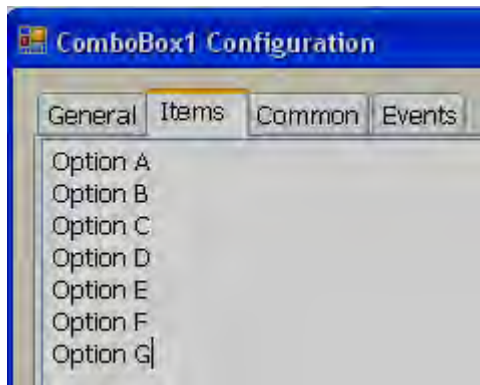 ComboBox1 Configuration
General Items Common Events
Option A
Option B
Option C
Option D
Option E
Option F
Option G